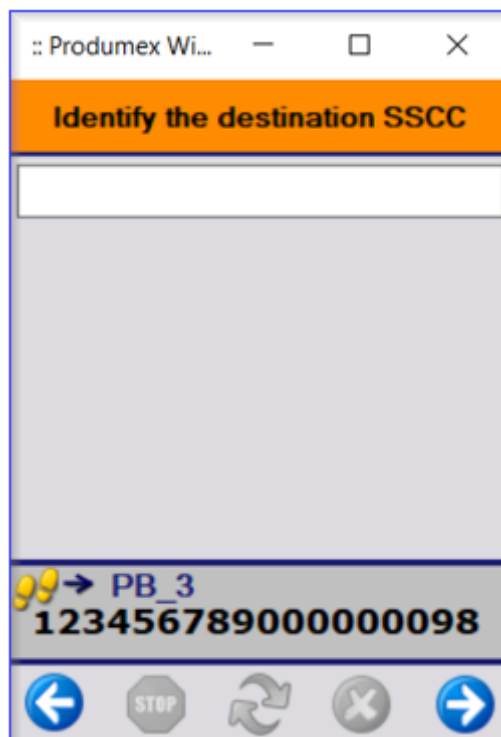 :: Produmex Wi...
Identify the destination SSCC
PB_3
123456789000000098
STOP